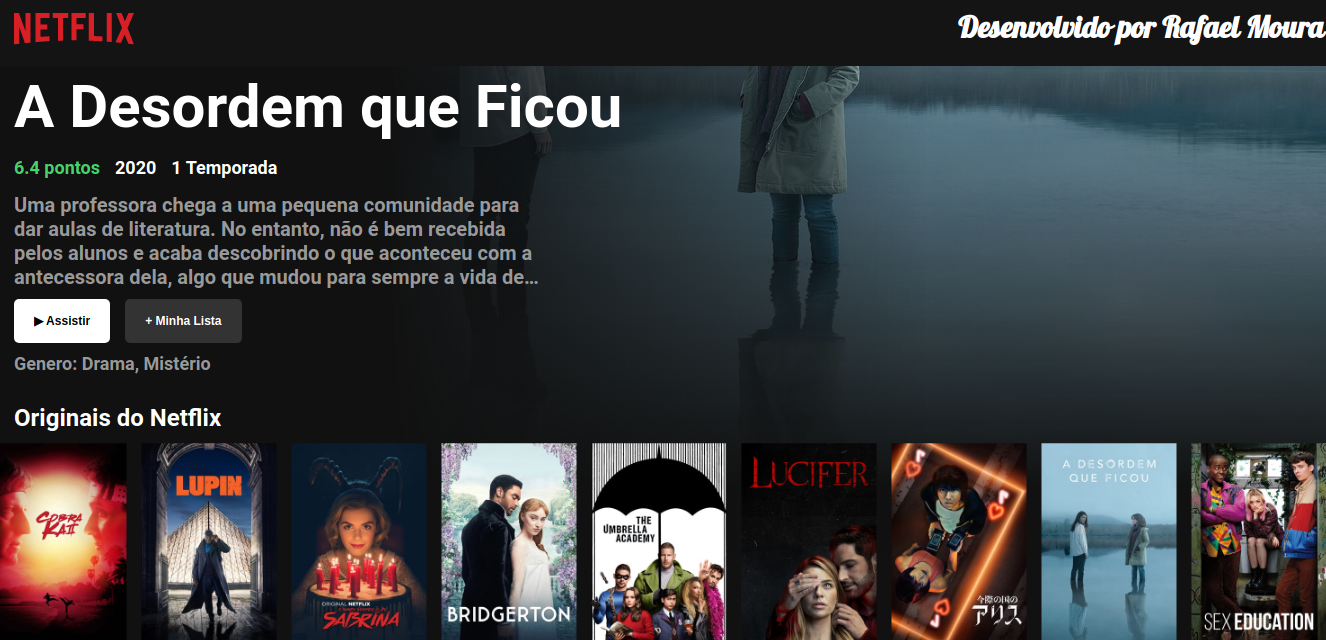 NETFLIX
Desenvolvido por Rafael Moura
A Desordem que Ficou
6.4 pontos 2020 1 Temporada
Uma professora chega a uma pequena comunidade para
dar aulas de literatura. No entanto, não é bem recebida
pelos alunos e acaba descobrindo o que aconteceu com a
antecessora dela, algo que mudou para sempre a vida de...
▶ Assistir
+ Minha Lista
Genero: Drama, Mistério
Originais do Netflix
COBRA
KAI
LUPIN
ORIGINAL NETFLIX
SABRINA
BRIDGERTON
THE
UMBRELLA
ACADEMY
LUCIFER
今際の国の
アリス
A DESORDEM
QUE FICOU
SEX EDUCATION